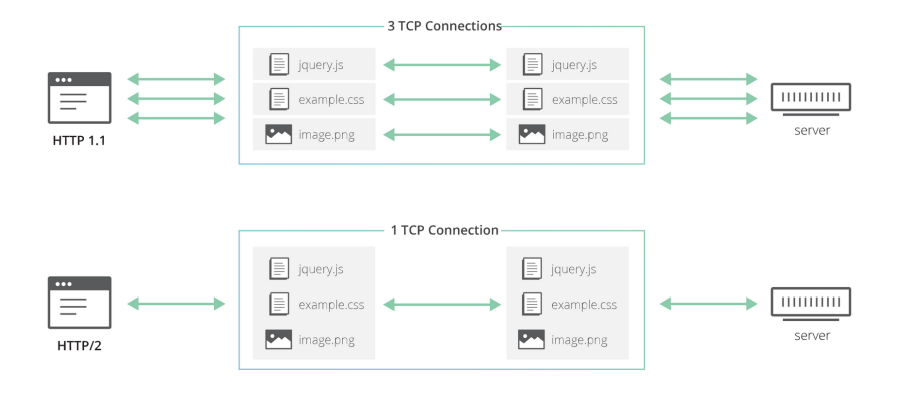 3 TCP Connections
jquery.js jquery.js
example.css example.css
image.png image.png
HTTP 1.1
server
1 TCP Connection
jquery.js jquery.js
example.css example.css
image.png image.png
HTTP/2
server